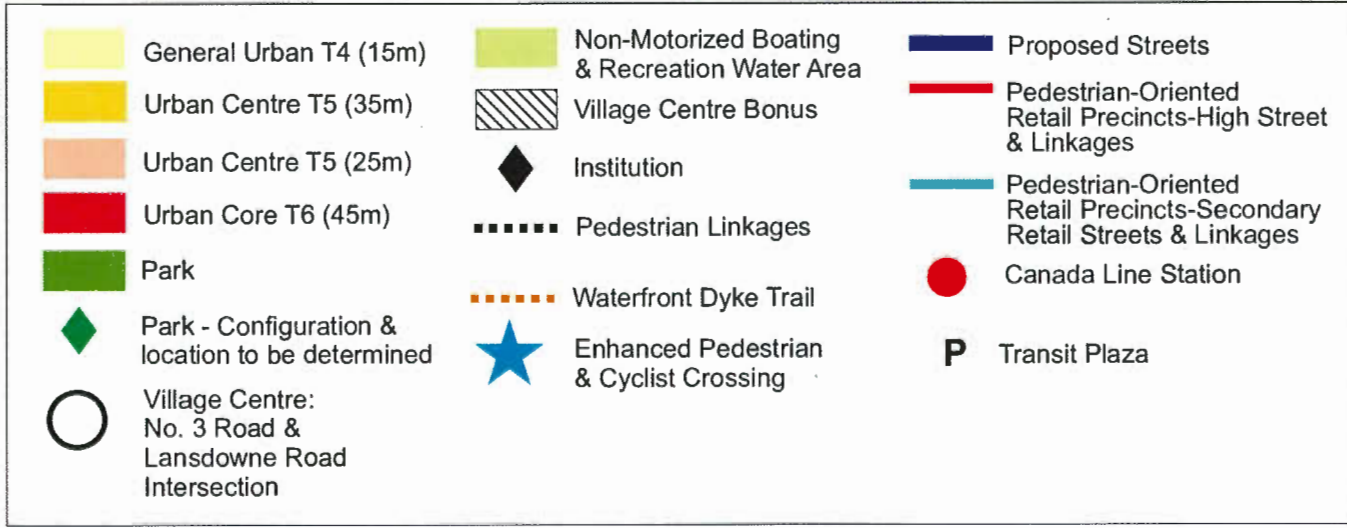 General Urban T4 (15m)
Urban Centre T5 (35m)
Urban Centre T5 (25m)
Urban Core T6 (45m)
Park
Park - Configuration &
location to be determined
Village Centre:
No. 3 Road &
Lansdowne Road
Intersection
Non-Motorized Boating
& Recreation Water Area
Village Centre Bonus
Institution
Pedestrian Linkages
Waterfront Dyke Trail
Enhanced Pedestrian
& Cyclist Crossing
Proposed Streets
Pedestrian-Oriented
Retail Precincts-High Street
& Linkages
Pedestrian-Oriented
Retail Precincts-Secondary
Retail Streets & Linkages
Canada Line Station
P Transit Plaza